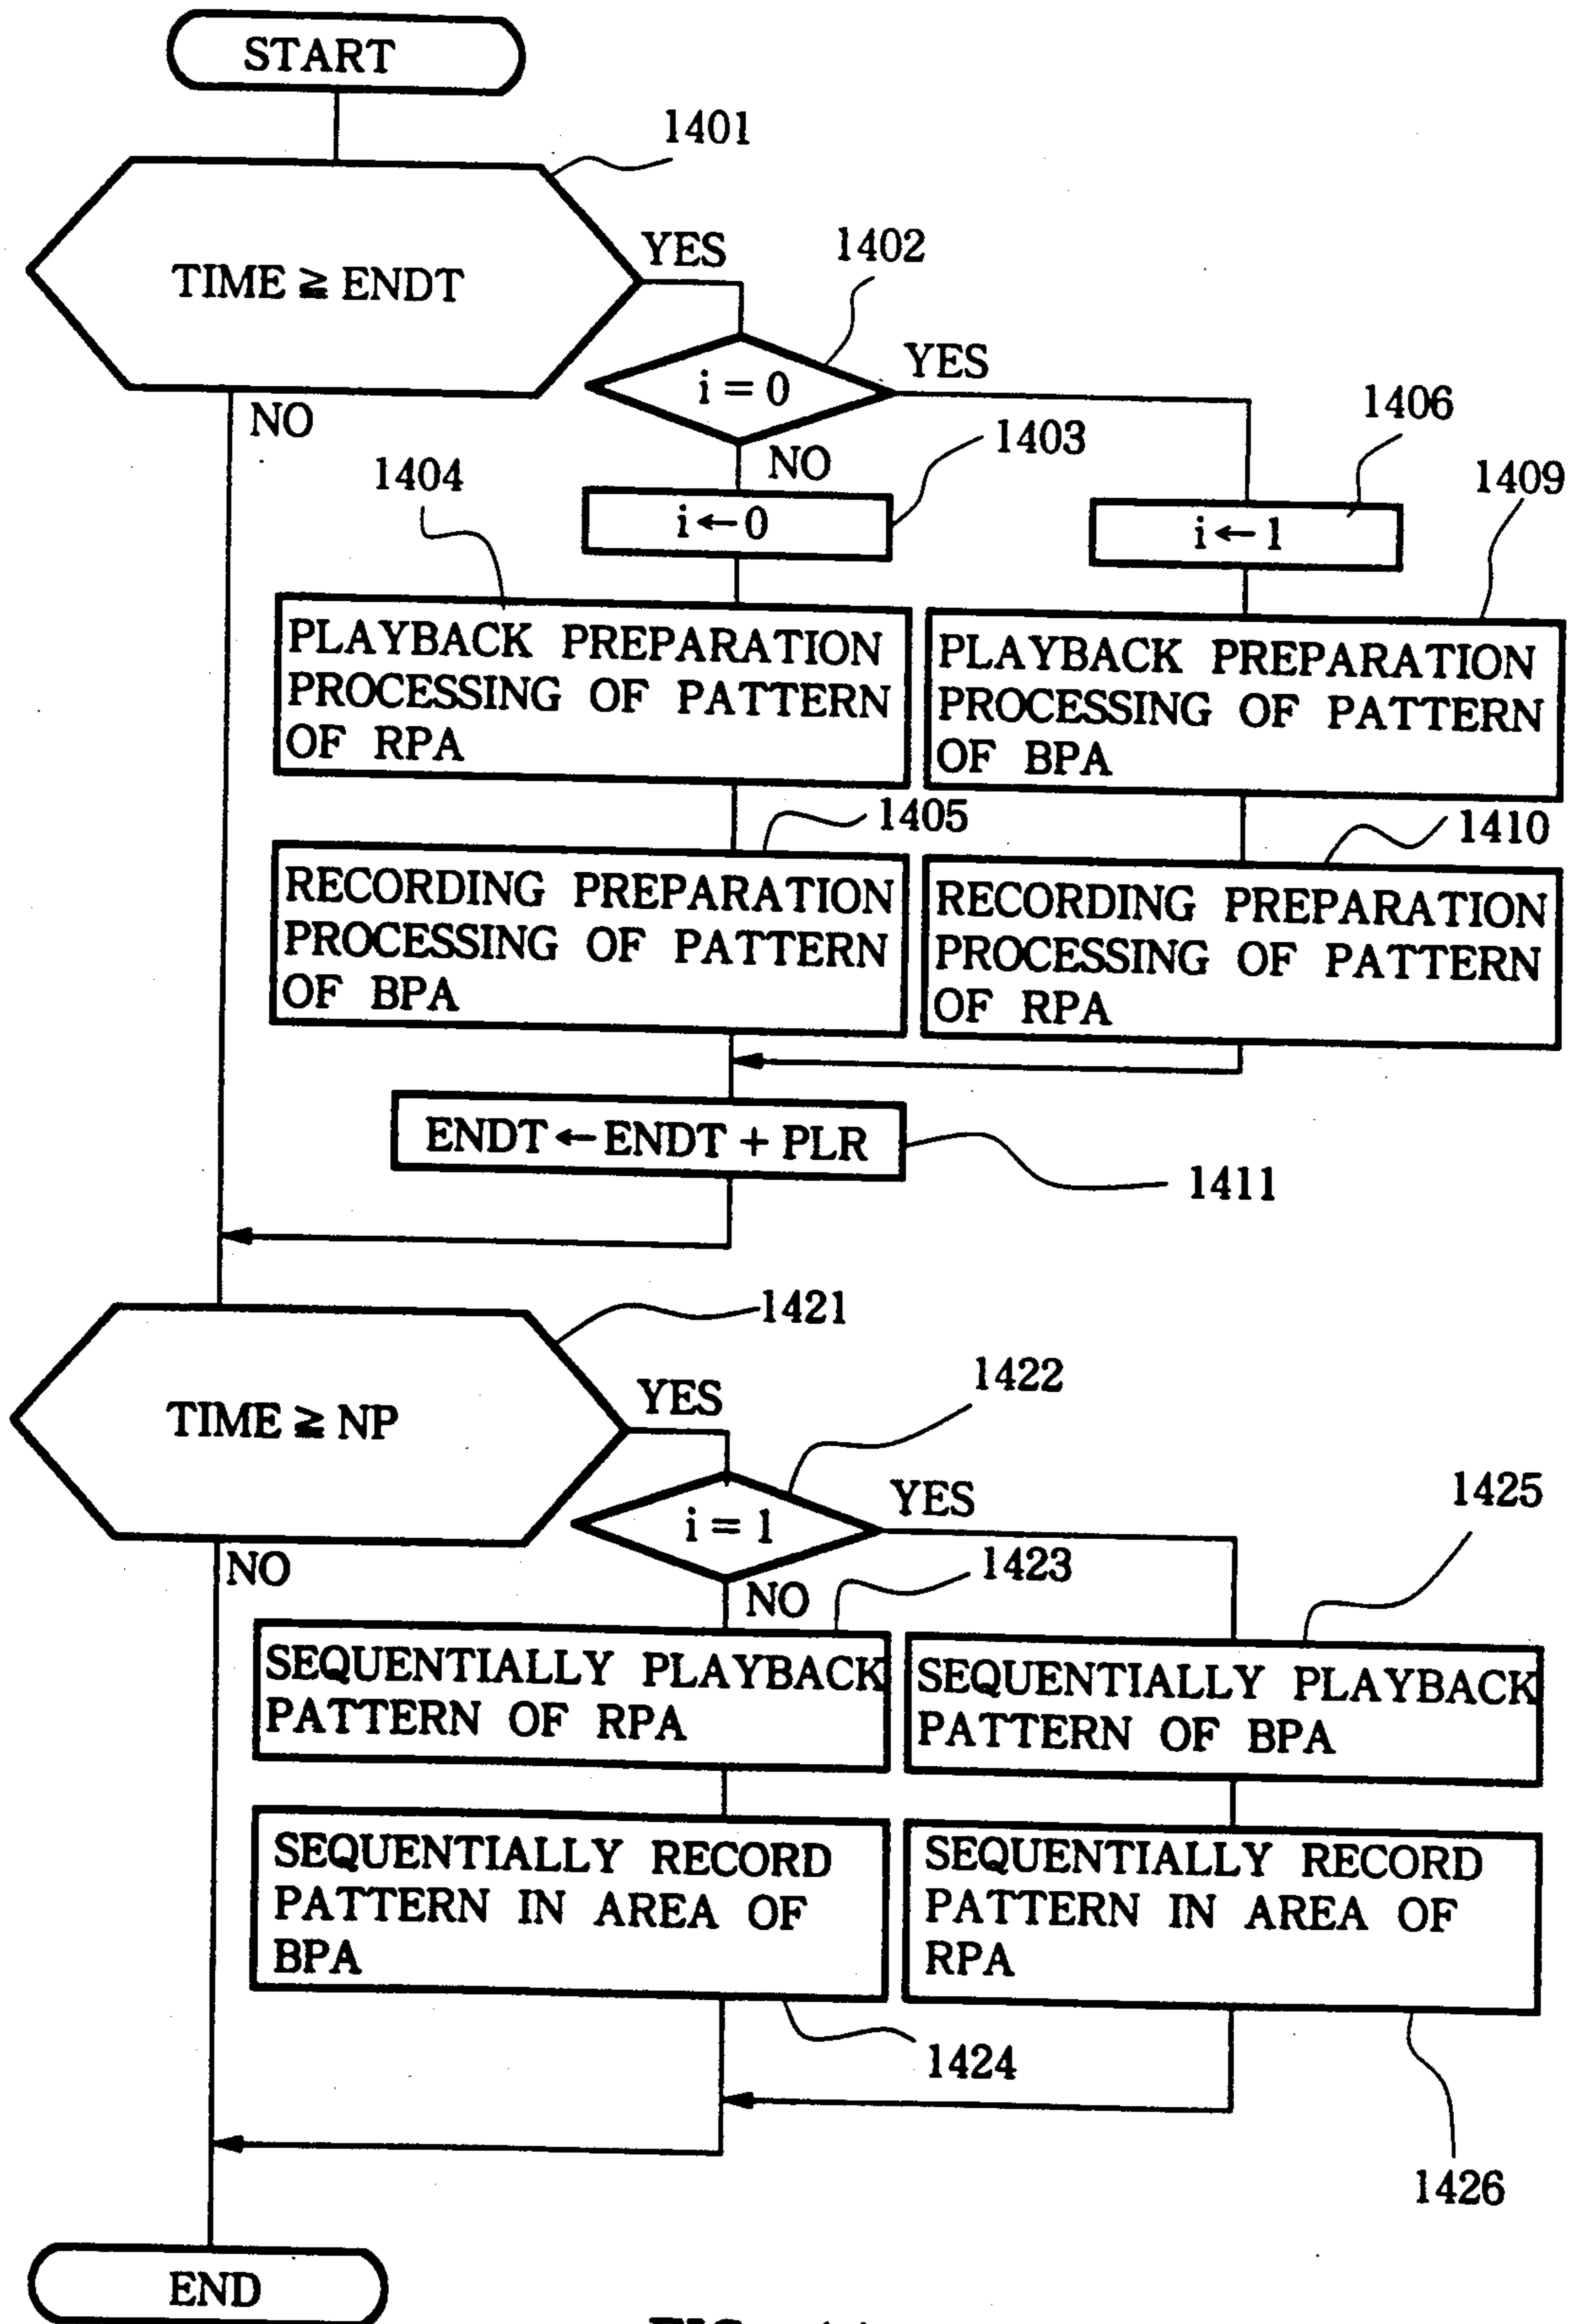 START
1401
TIME ≧ ENDT
YES
1402
i = 0
YES
NO
NO
1403
1406
1404
i ← 0
i ← 1
1409
PLAYBACK PREPARATION
PROCESSING OF PATTERN
OF RPA
PLAYBACK PREPARATION
PROCESSING OF PATTERN
OF BPA
1405
1410
RECORDING PREPARATION
PROCESSING OF PATTERN
OF BPA
RECORDING PREPARATION
PROCESSING OF PATTERN
OF RPA
ENDT ← ENDT + PLR
1411
1421
TIME ≧ NP
YES
1422
i = 1
YES
1425
NO
NO
1423
SEQUENTIALLY PLAYBACK
PATTERN OF RPA
SEQUENTIALLY PLAYBACK
PATTERN OF BPA
SEQUENTIALLY RECORD
PATTERN IN AREA OF
BPA
SEQUENTIALLY RECORD
PATTERN IN AREA OF
RPA
1424
1426
END